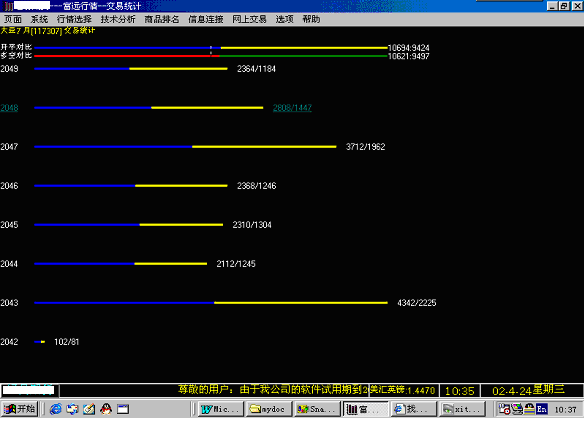 ---富远行情--交易统计
页面 系统 行情选择 技术分析 商品排名 信息连接 网上交易 选项 帮助
大豆7月[117307]交易统计
开平对比 10694:9424
多空对比 10621:9497
2049 2364/1184
2048 2808/1447
2047 3712/1962
2046 2368/1246
2045 2310/1304
2044 2112/1245
2043 4342/2225
2042 102/81
尊敬的用户：由于我公司的软件试用期到2 美汇英镑:1.4470 10:35 02-4-24星期三
开始 Mic... mydoc Sna... 富... 找... xit... En 10:37